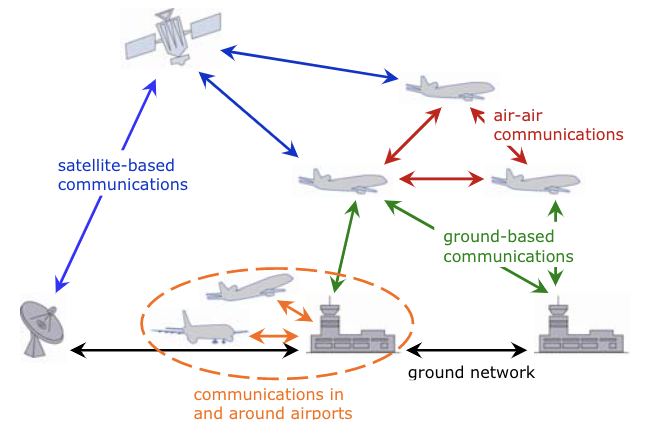 air-air
communications
satellite-based
communications
ground-based
communications
ground network
communications in
and around airports